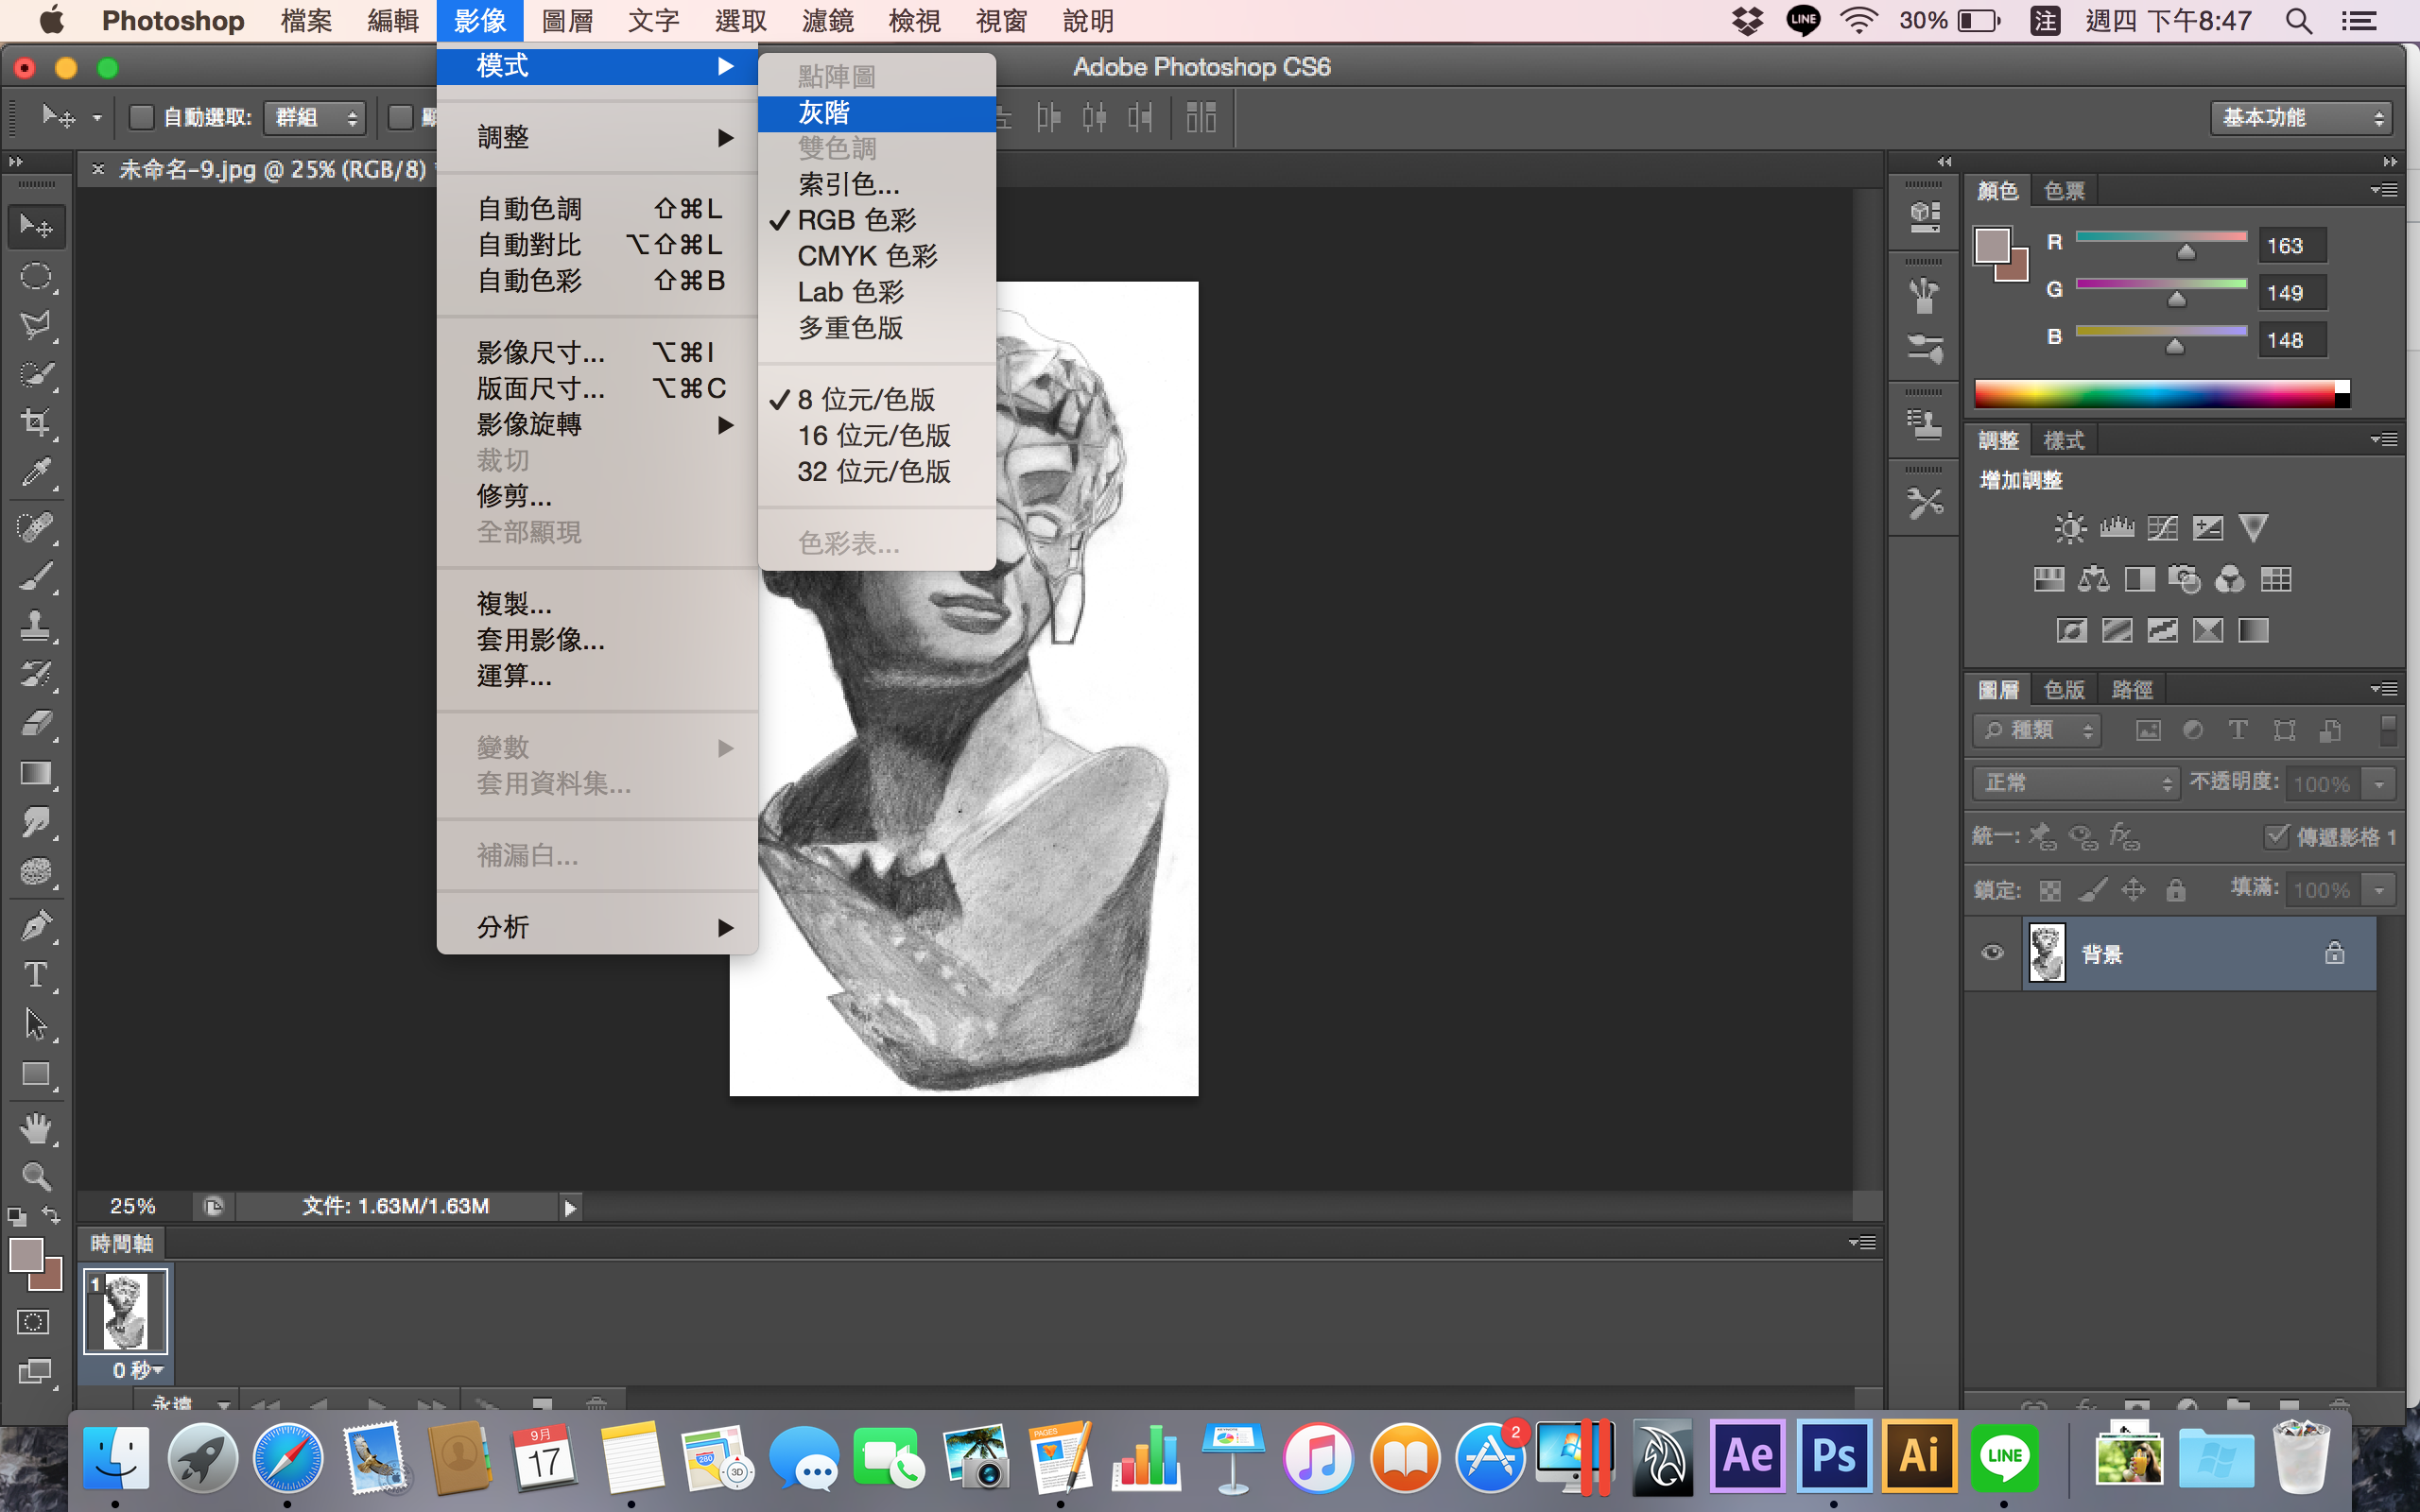 Photoshop 檔案 編輯 影像 圖層 文字 選取 濾鏡 檢視 視窗 說明 LINE 30% 注 週四 下午8:47
Adobe Photoshop CS6
自動選取: 群組
基本功能
× 未命名-9.jpg @ 25% (RGB/8)
模式
調整
自動色調 ⇧⌘L
自動對比 ⌥⇧⌘L
自動色彩 ⇧⌘B
影像尺寸... ⌥⌘I
版面尺寸... ⌥⌘C
影像旋轉
裁切
修剪...
全部顯現
複製...
套用影像...
運算...
變數
套用資料集...
補漏白...
分析
點陣圖
灰階
雙色調
索引色...
✓ RGB 色彩
CMYK 色彩
Lab 色彩
多重色版
✓ 8 位元/色版
16 位元/色版
32 位元/色版
色彩表...
顏色 色票
R 163
G 149
B 148
調整 樣式
增加調整
圖層 色版 路徑
種類
正常 不透明度: 100%
統一: 傳遞影格 1
鎖定: 填滿: 100%
背景
25% 文件: 1.63M/1.63M
時間軸
1
0 秒
永遠
9月
17
280
3D
PAGES
2
Ae
Ps
Ai
LINE